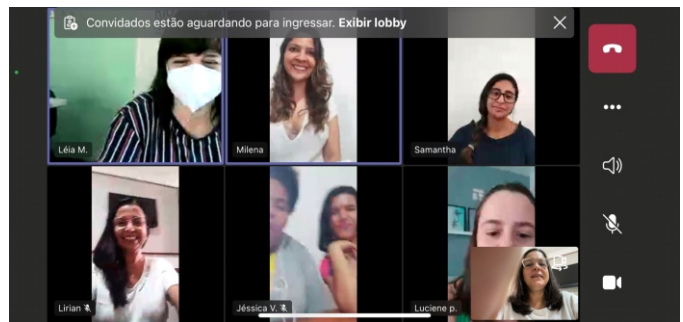 Convidados estão aguardando para ingressar. Exibir lobby
Léia M.
Milena
Samantha
Lirian
Jéssica V.
Luciene p.